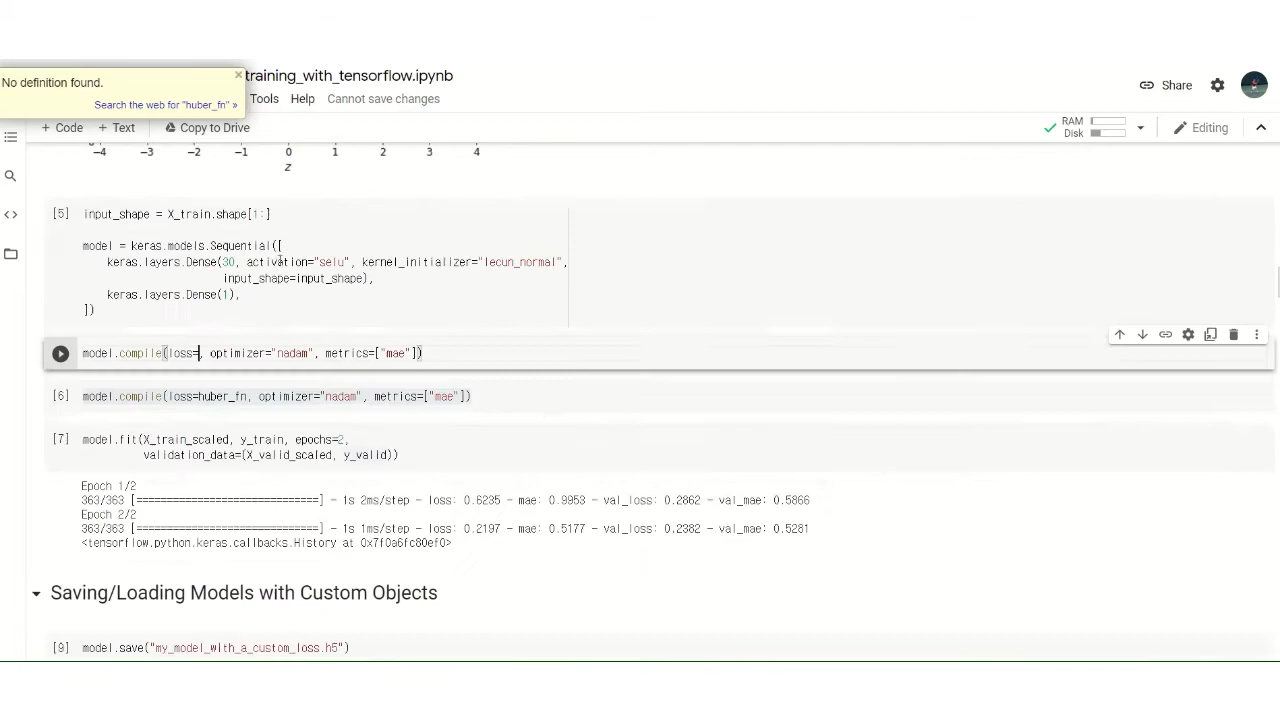 No definition found.
×
Search the web for "huber_fn" »
training_with_tensorflow.ipynb
Tools Help Cannot save changes
Share
+ Code + Text Copy to Drive
RAM
Disk
Editing
-4 -3 -2 -1 0 1 2 3 4
z
[5] input_shape = X_train.shape[1:]
model = keras.models.Sequential([
keras.layers.Dense(30, activation="selu", kernel_initializer="lecun_normal",
input_shape=input_shape),
keras.layers.Dense(1),
])
model.compile(loss=, optimizer="nadam", metrics=["mae"])
[6] model.compile(loss=huber_fn, optimizer="nadam", metrics=["mae"])
[7] model.fit(X_train_scaled, y_train, epochs=2,
validation_data=(X_valid_scaled, y_valid))
Epoch 1/2
363/363 [==============================] - 1s 2ms/step - loss: 0.6235 - mae: 0.9953 - val_loss: 0.2862 - val_mae: 0.5866
Epoch 2/2
363/363 [==============================] - 1s 1ms/step - loss: 0.2197 - mae: 0.5177 - val_loss: 0.2382 - val_mae: 0.5281
<tensorflow.python.keras.callbacks.History at 0x7f0a6fc80ef0>
Saving/Loading Models with Custom Objects
[9] model.save("my_model_with_a_custom_loss.h5")